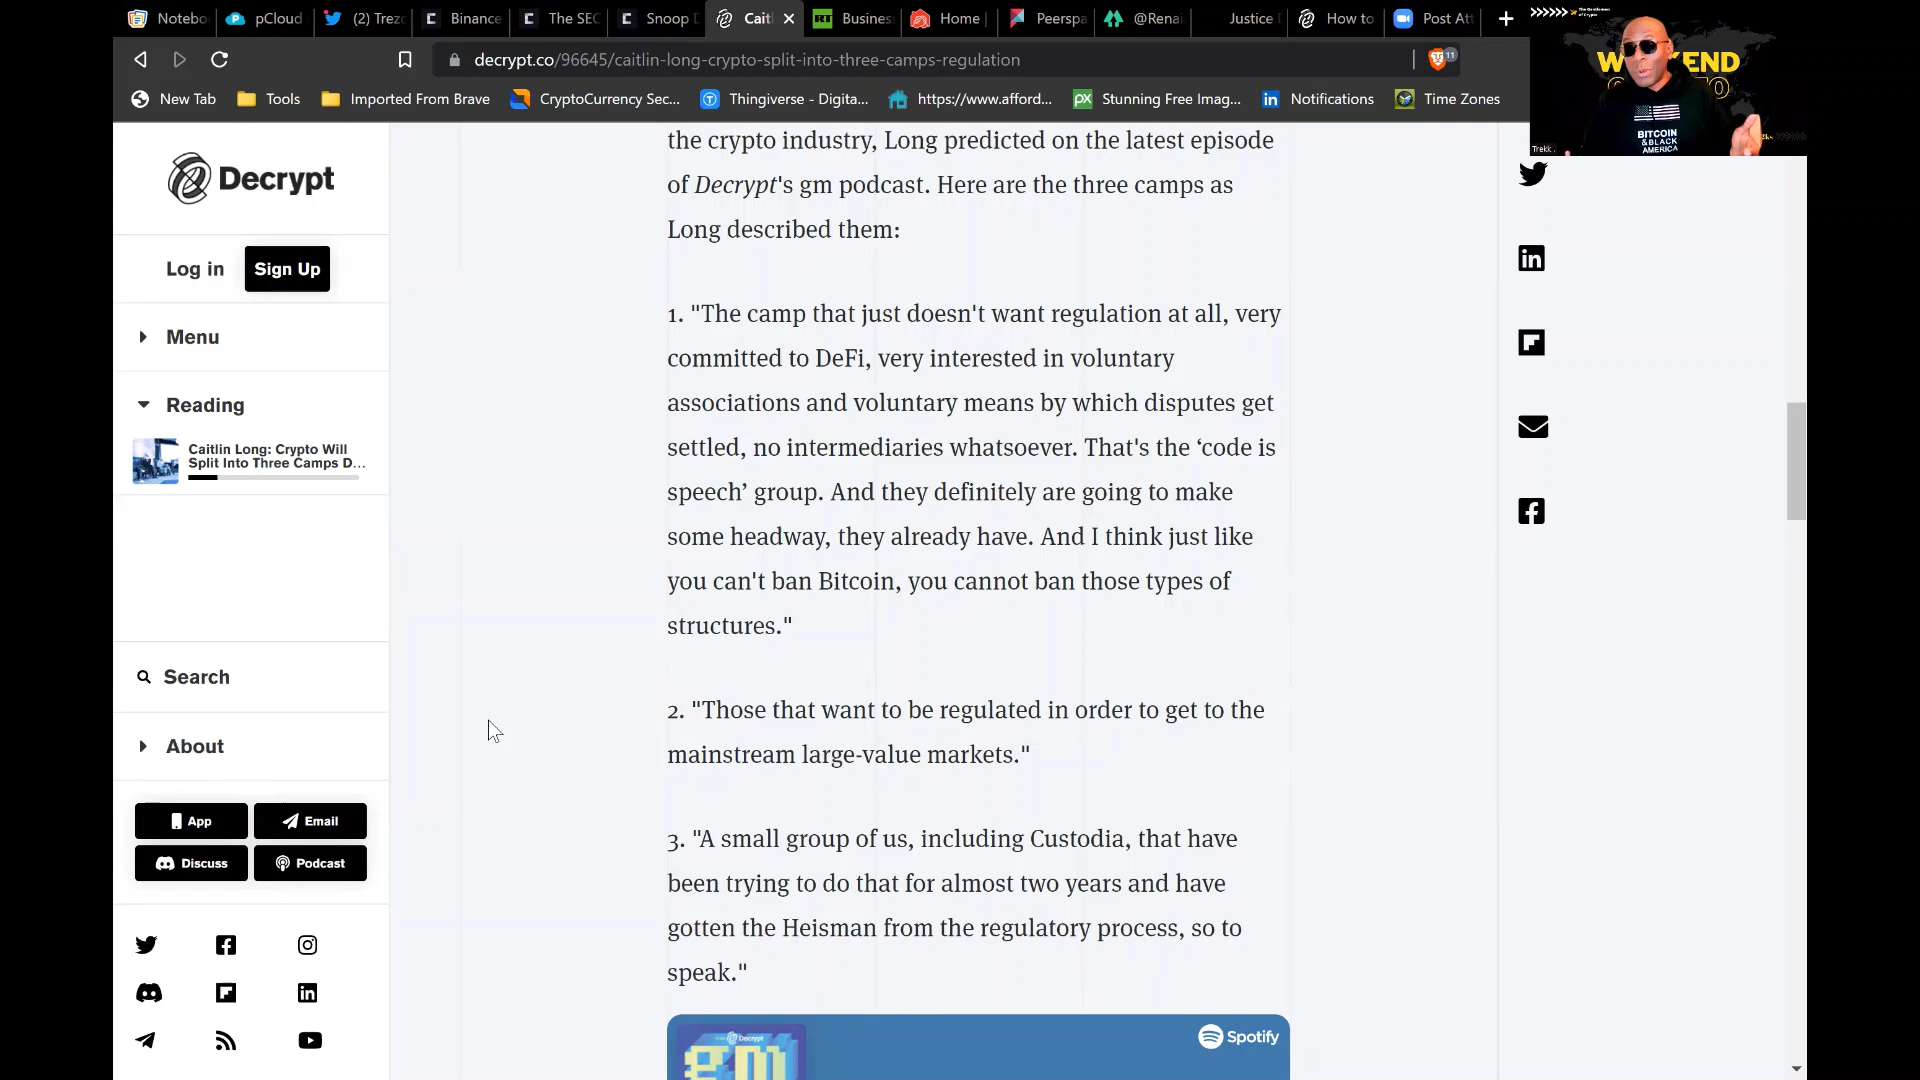 Notebo
pCloud
(2) Trezo
Binance
The SEC
Snoop D
Caitl
Busines
Home |
Peerspa
@Renai
Justice
How to
Post Att
decrypt.co/96645/caitlin-long-crypto-split-into-three-camps-regulation
11
New Tab
Tools
Imported From Brave
CryptoCurrency Sec...
Thingiverse - Digita...
https://www.afford...
Stunning Free Imag...
Notifications
Time Zones
BITCOIN
& BLACK
AMERICA
Trekk
Decrypt
Log in
Sign Up
Menu
Reading
Caitlin Long: Crypto Will
Split Into Three Camps D...
Search
About
App
Email
Discuss
Podcast
the crypto industry, Long predicted on the latest episode
of Decrypt's gm podcast. Here are the three camps as
Long described them:
1. "The camp that just doesn't want regulation at all, very
committed to DeFi, very interested in voluntary
associations and voluntary means by which disputes get
settled, no intermediaries whatsoever. That's the ‘code is
speech’ group. And they definitely are going to make
some headway, they already have. And I think just like
you can't ban Bitcoin, you cannot ban those types of
structures."
2. "Those that want to be regulated in order to get to the
mainstream large-value markets."
3. "A small group of us, including Custodia, that have
been trying to do that for almost two years and have
gotten the Heisman from the regulatory process, so to
speak."
Decrypt
gm
Spotify